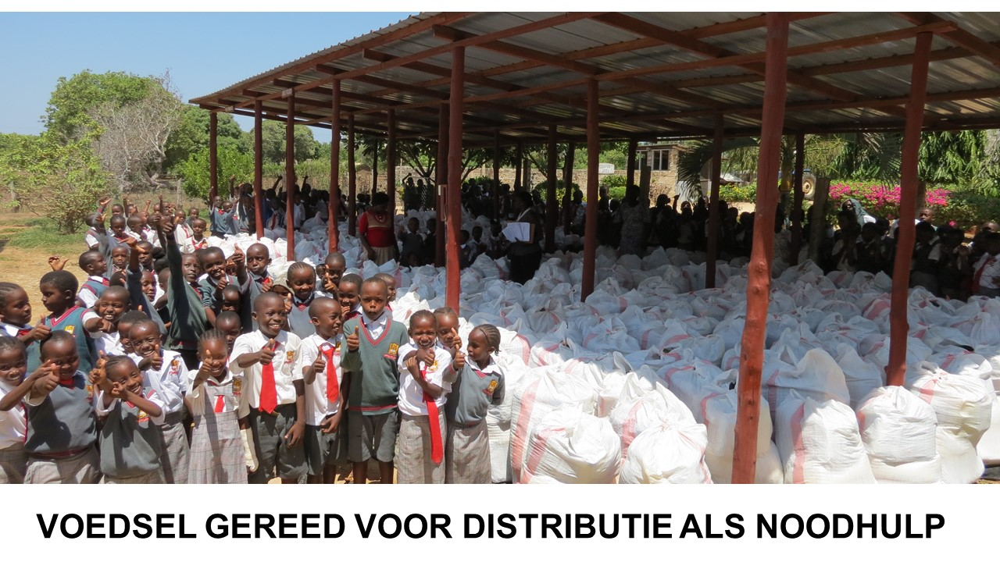 VOEDSEL GEREED VOOR DISTRIBUTIE ALS NOODHULP